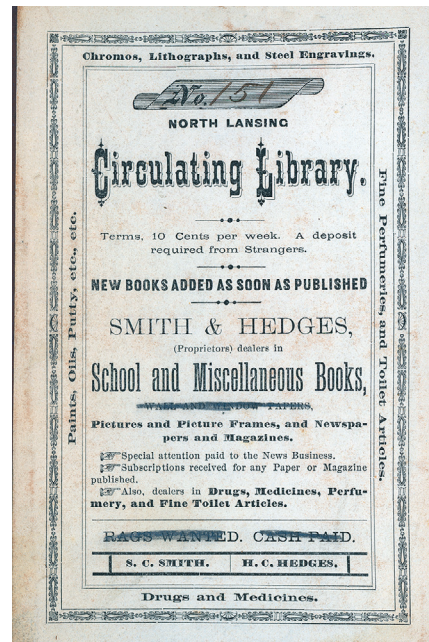 Chromos, Lithographs, and Steel Engravings.
No. 151
NORTH LANSING
Circulating Library.
Terms, 10 Cents per week. A deposit
required from Strangers.
NEW BOOKS ADDED AS SOON AS PUBLISHED
SMITH & HEDGES,
(Proprietors) dealers in
School and Miscellaneous Books,
WALL AND WINDOW PAPERS,
Pictures and Picture Frames, and Newspa-
pers and Magazines.
Special attention paid to the News Business.
Subscriptions received for any Paper or Magazine
published.
Also, dealers in Drugs, Medicines, Perfu-
mery, and Fine Toilet Articles.
RAGS WANTED. CASH PAID.
S. C. SMITH. H. C. HEDGES.
Drugs and Medicines.
Paints, Oils, Putty, etc., etc.
Fine Perfumeries, and Toilet Articles.